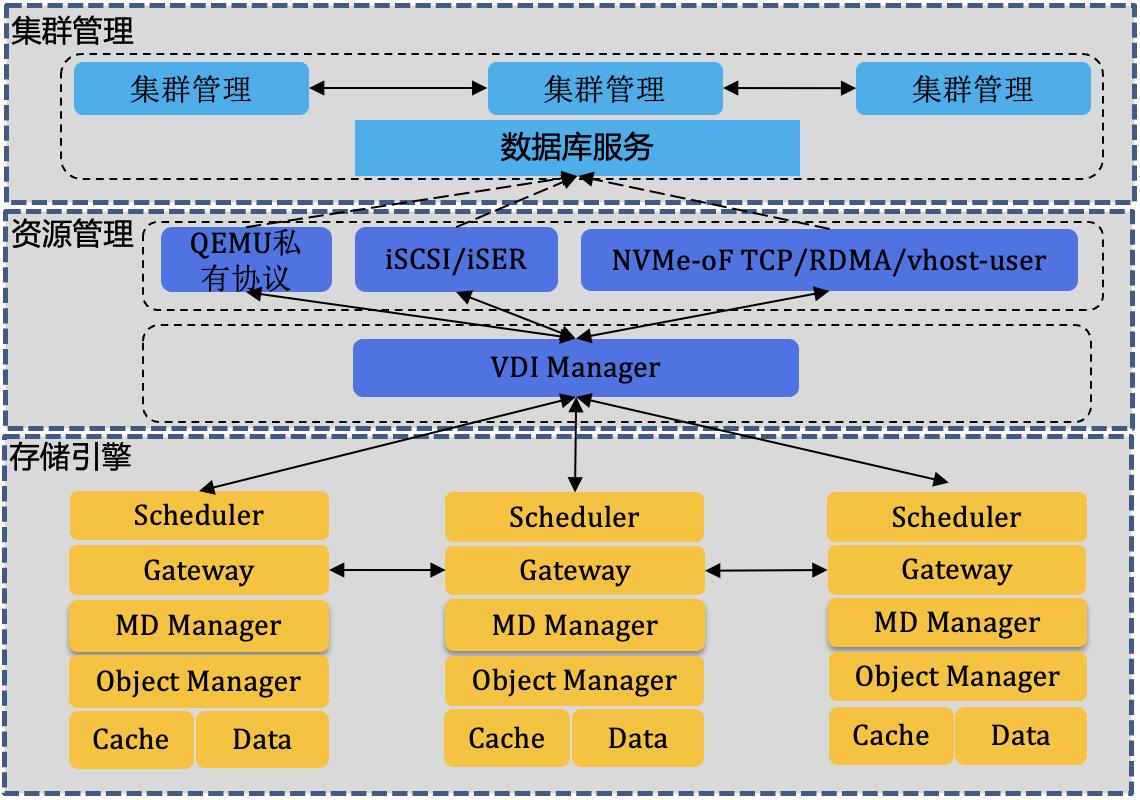 集群管理
集群管理
集群管理
集群管理
数据库服务
资源管理
QEMU私
有协议
iSCSI/iSER
NVMe-oF TCP/RDMA/vhost-user
VDI Manager
存储引擎
Scheduler
Scheduler
Scheduler
Gateway
Gateway
Gateway
MD Manager
MD Manager
MD Manager
Object Manager
Object Manager
Object Manager
Cache
Data
Cache
Data
Cache
Data